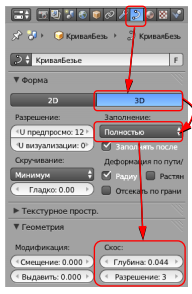 КриваяБезь КриваяБезь
КриваяБезье F
Форма
2D 3D
Разрешение: Заполнение:
U предпросмо: 12 Полностью
U визуализации: 0 Заполнять после
Скручивание: Деформация по пути/
Минимум Радиу Растян
Гладко: 0.00 Отсекать по грани
Текстурное простр.
Геометрия
Модификация: Скос:
Смещение: 0.000 Глубина: 0.044
Выдавить: 0.000 Разрешение: 3